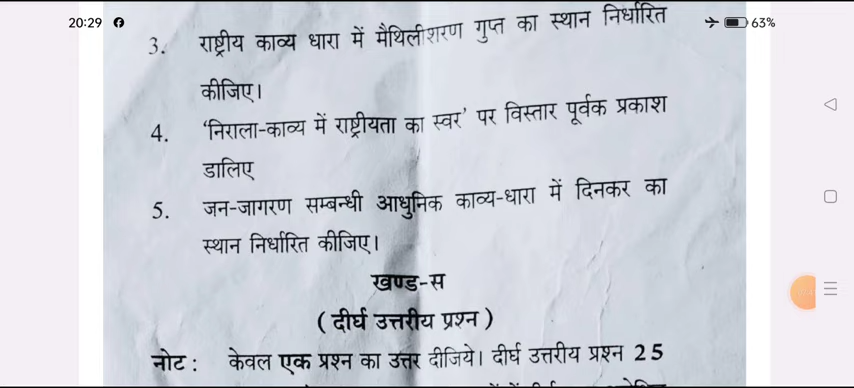 20:29
63%
3. राष्ट्रीय काव्य धारा में मैथिलीशरण गुप्त का स्थान निर्धारित
कीजिए।
4. 'निराला-काव्य में राष्ट्रीयता का स्वर' पर विस्तार पूर्वक प्रकाश
डालिए
5. जन-जागरण सम्बन्धी आधुनिक काव्य-धारा में दिनकर का
स्थान निर्धारित कीजिए।
खण्ड-स
(दीर्घ उत्तरीय प्रश्न)
नोट : केवल एक प्रश्न का उत्तर दीजिये। दीर्घ उत्तरीय प्रश्न 25